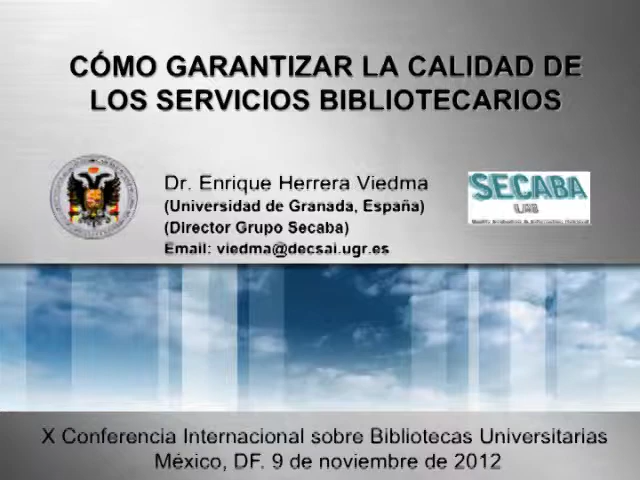 CÓMO GARANTIZAR LA CALIDAD DE
LOS SERVICIOS BIBLIOTECARIOS
Dr. Enrique Herrera Viedma
(Universidad de Granada, España)
(Director Grupo Secaba)
Email: viedma@decsai.ugr.es
SECABA
LAB
X Conferencia Internacional sobre Bibliotecas Universitarias
México, DF. 9 de noviembre de 2012